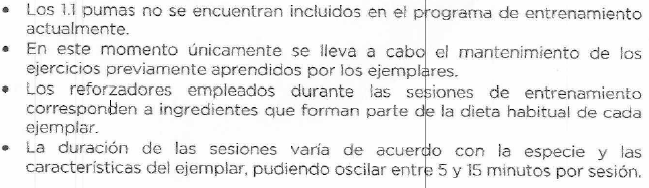 • Los 1.1 pumas no se encuentran incluidos en el programa de entrenamiento
actualmente.
• En este momento únicamente se lleva a cabo el mantenimiento de los
ejercicios previamente aprendidos por los ejemplares.
• Los reforzadores empleados durante las sesiones de entrenamiento
corresponden a ingredientes que forman parte de la dieta habitual de cada
ejemplar.
• La duración de las sesiones varía de acuerdo con la especie y las
características del ejemplar, pudiendo oscilar entre 5 y 15 minutos por sesión.